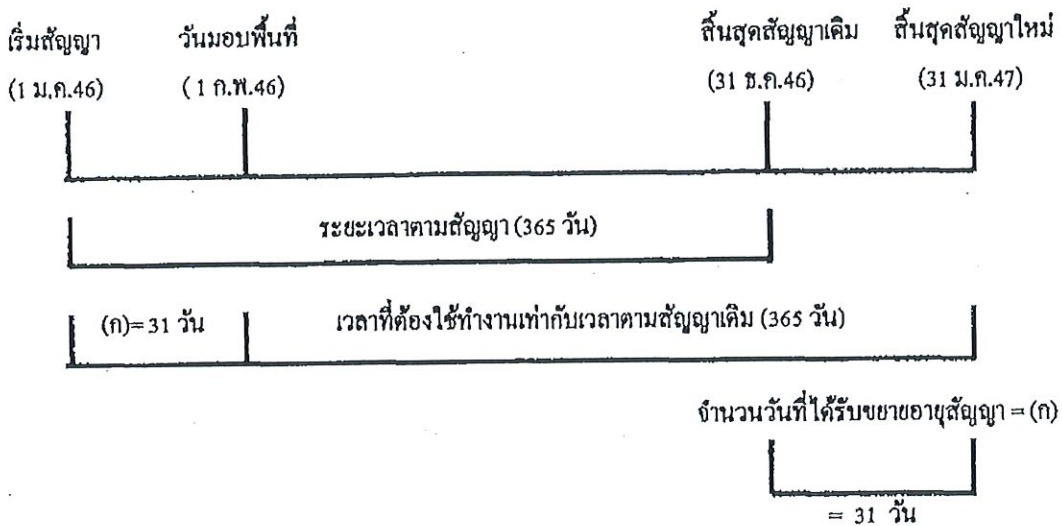 เริ่มสัญญา วันมอบพื้นที่ สิ้นสุดสัญญาเดิม สิ้นสุดสัญญาใหม่
(1 ม.ค.46) ( 1 ก.พ.46) (31 ธ.ค.46) (31 ม.ค.47)
ระยะเวลาตามสัญญา (365 วัน)
(ก)= 31 วัน เวลาที่ต้องใช้ทำงานเท่ากับเวลาตามสัญญาเดิม (365 วัน)
จำนวนวันที่ได้รับขยายอายุสัญญา = (ก)
= 31 วัน